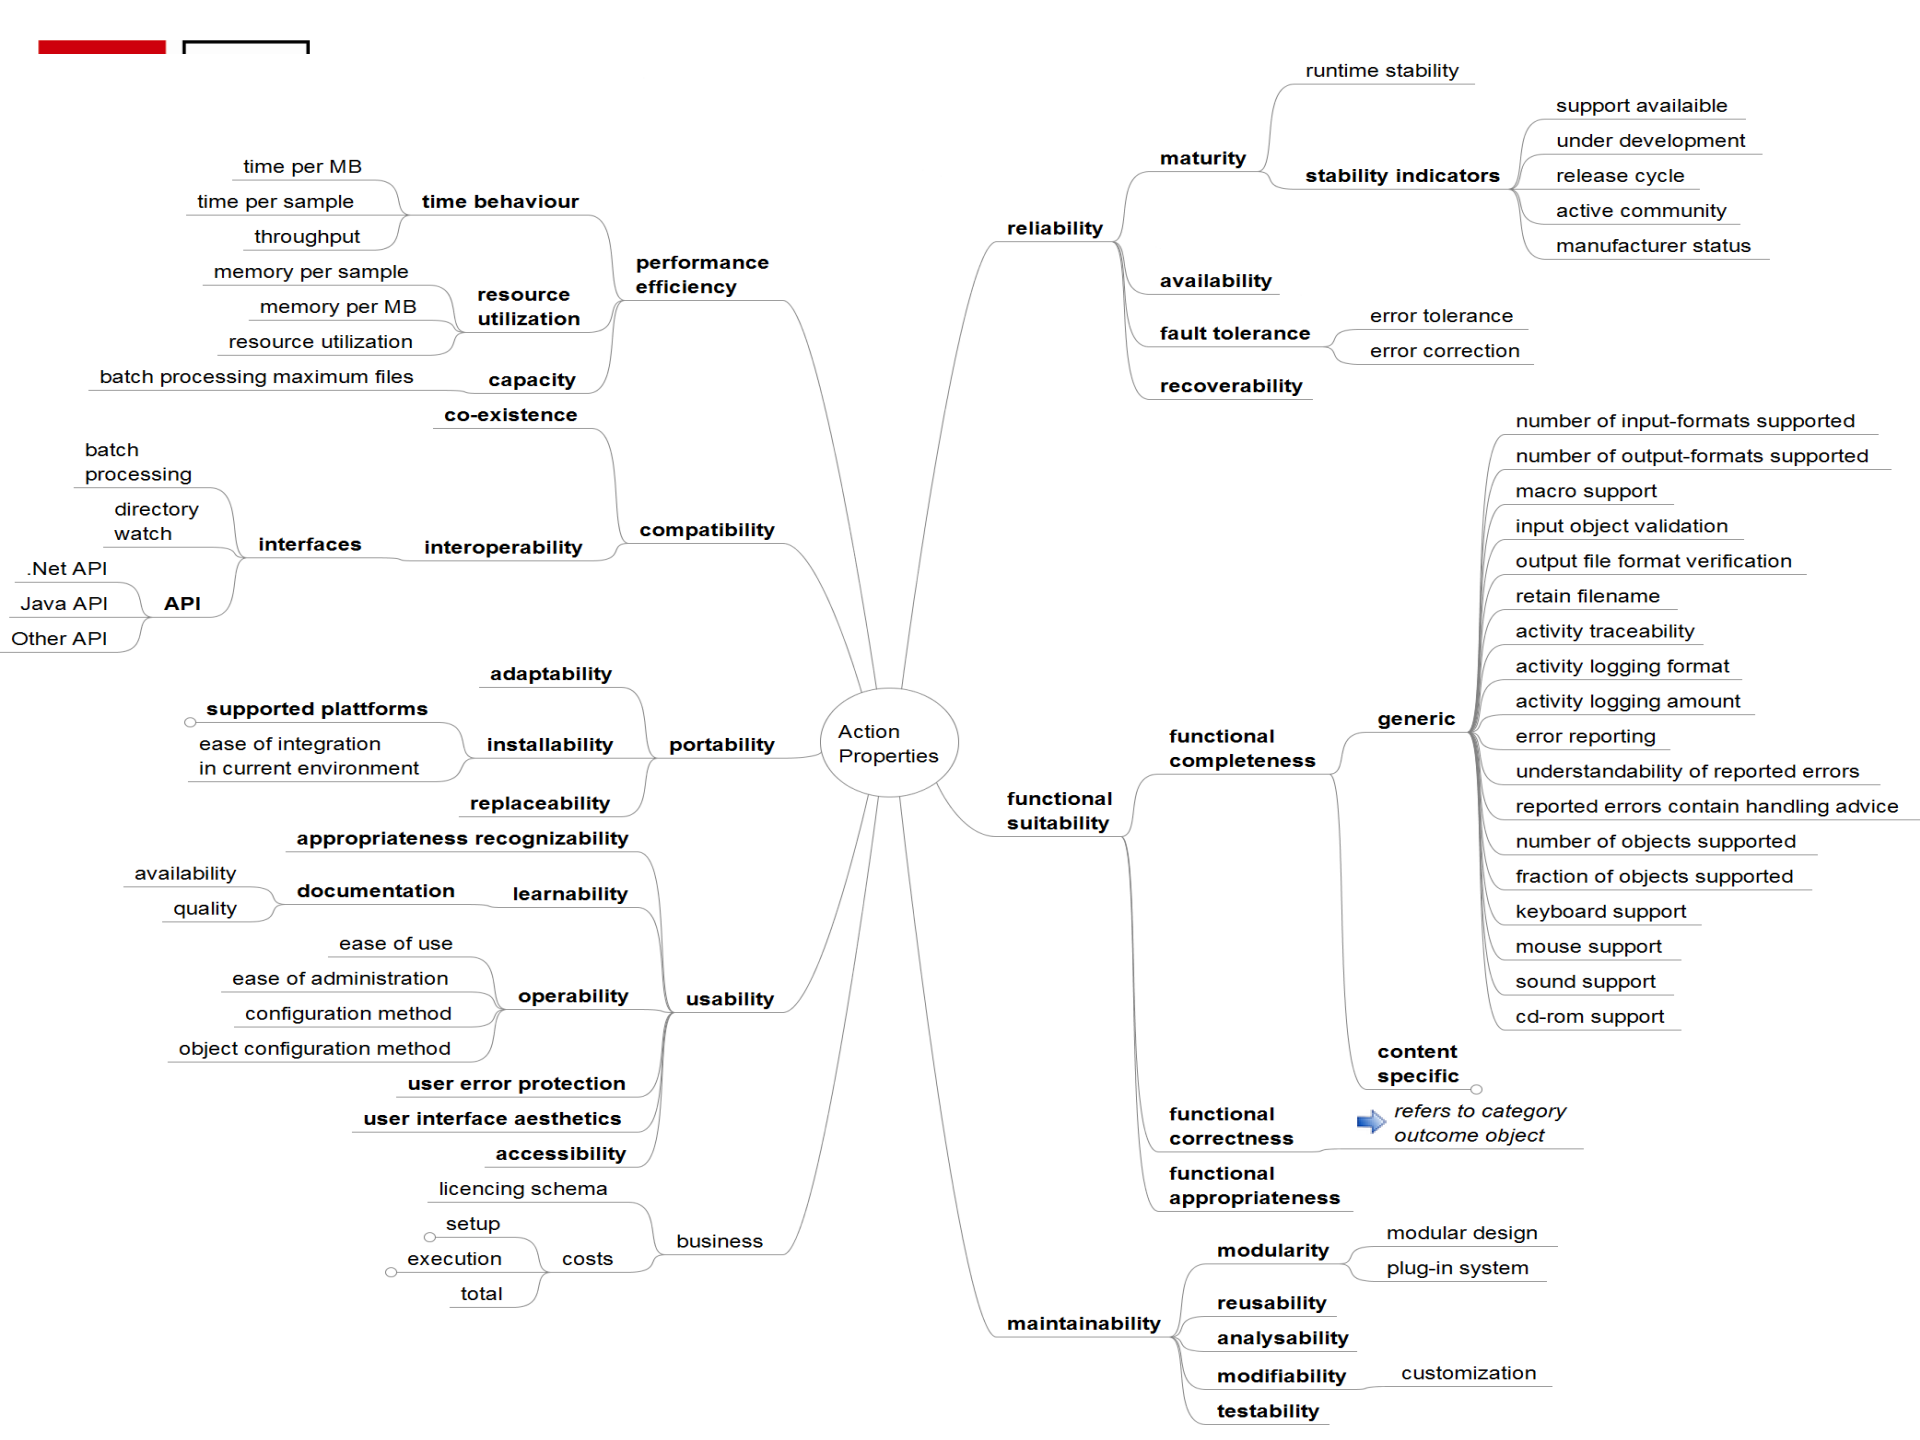 time per MB
time per sample
throughput
time behaviour
memory per sample
memory per MB
resource utilization
resource
utilization
batch processing maximum files
capacity
performance
efficiency
co-existence
batch
processing
directory
watch
.Net API
Java API
Other API
API
interfaces
interoperability
compatibility
adaptability
supported plattforms
ease of integration
in current environment
installability
replaceability
portability
appropriateness recognizability
availability
quality
documentation
learnability
ease of use
ease of administration
configuration method
object configuration method
operability
user error protection
user interface aesthetics
accessibility
usability
licencing schema
setup
execution
total
costs
business
Action
Properties
reliability
maturity
runtime stability
stability indicators
support availaible
under development
release cycle
active community
manufacturer status
availability
fault tolerance
error tolerance
error correction
recoverability
functional
suitability
functional
completeness
generic
number of input-formats supported
number of output-formats supported
macro support
input object validation
output file format verification
retain filename
activity traceability
activity logging format
activity logging amount
error reporting
understandability of reported errors
reported errors contain handling advice
number of objects supported
fraction of objects supported
keyboard support
mouse support
sound support
cd-rom support
content
specific
functional
correctness
refers to category
outcome object
functional
appropriateness
maintainability
modularity
modular design
plug-in system
reusability
analysability
modifiability
customization
testability